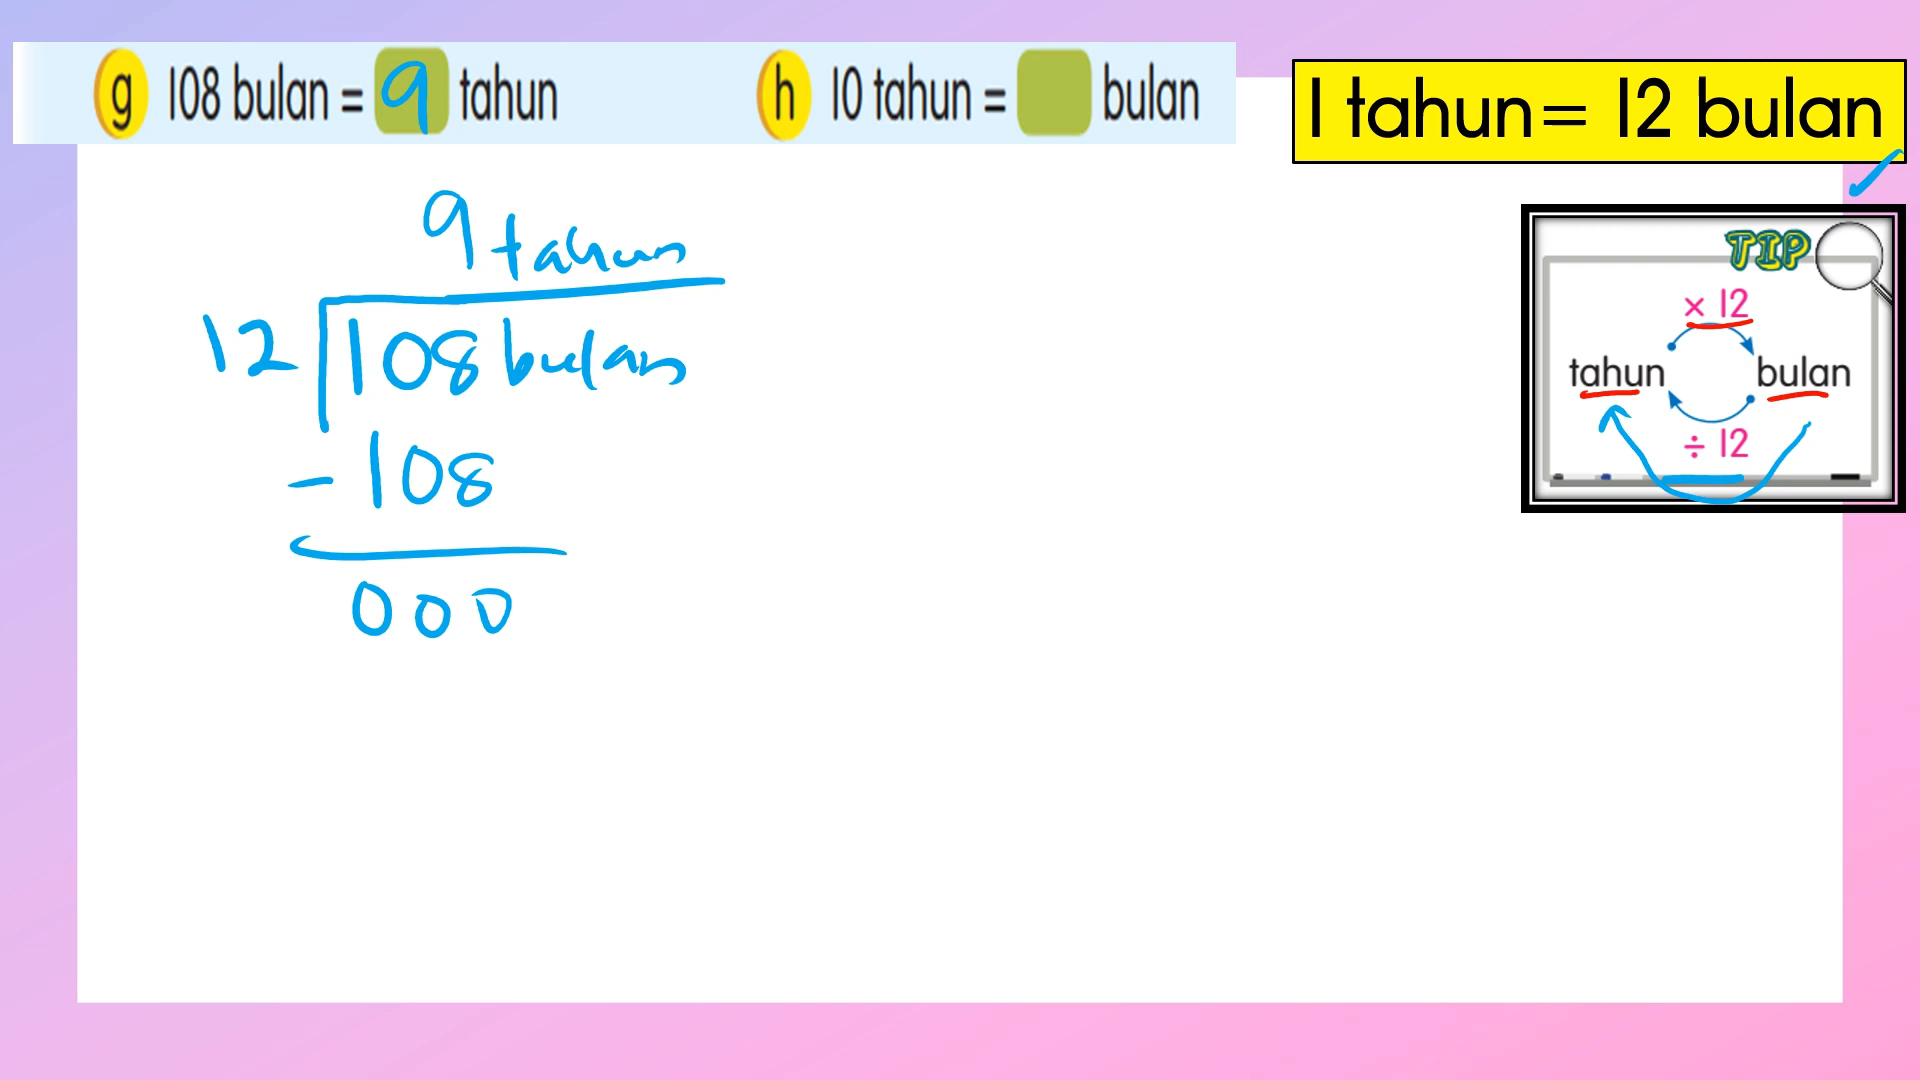 g 108 bulan = 9 tahun
h 10 tahun = bulan
1 tahun= 12 bulan
9 tahun
12 108 bulan
- 108
000
TIP
× 12
tahun bulan
÷ 12